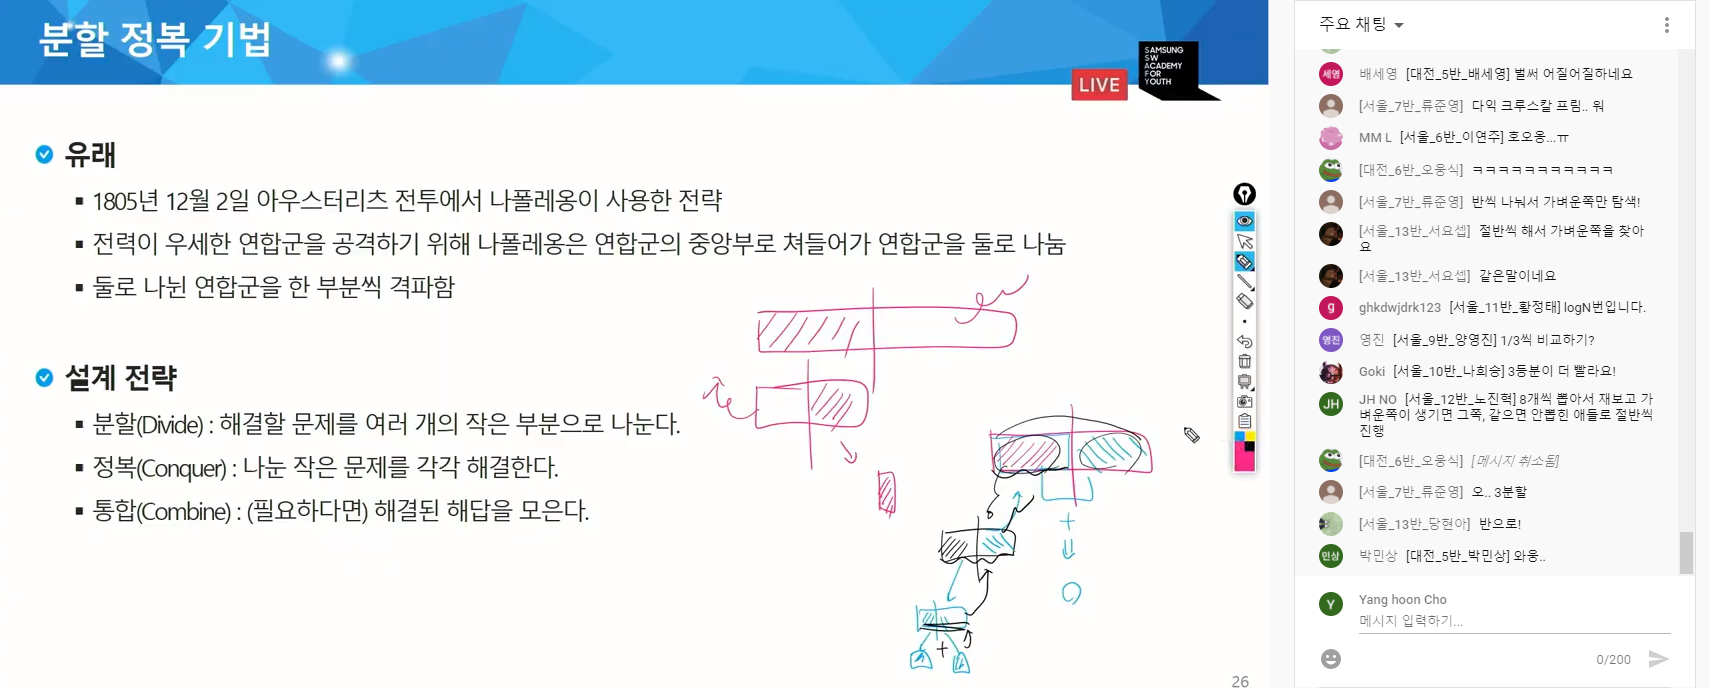 분할 정복 기법
LIVE
SAMSUNG
SW
ACADEMY
FOR
YOUTH
유래
▪ 1805년 12월 2일 아우스터리츠 전투에서 나폴레옹이 사용한 전략
▪ 전력이 우세한 연합군을 공격하기 위해 나폴레옹은 연합군의 중앙부로 쳐들어가 연합군을 둘로 나눔
▪ 둘로 나뉜 연합군을 한 부분씩 격파함
설계 전략
▪ 분할(Divide) : 해결할 문제를 여러 개의 작은 부분으로 나눈다.
▪ 정복(Conquer) : 나눈 작은 문제를 각각 해결한다.
▪ 통합(Combine) : (필요하다면) 해결된 해답을 모은다.
+
+
26
주요 채팅
세영 배세영 [대전_5반_배세영] 벌써 어질어질하네요
[서울_7반_류준영] 다익 크루스칼 프림.. 워
MM L [서울_6반_이연주] 호오옹...ㅠ
[대전_6반_오웅식] ㅋㅋㅋㅋㅋㅋㅋㅋㅋㅋㅋ
[서울_7반_류준영] 반씩 나눠서 가벼운쪽만 탐색!
[서울_13반_서요셉] 절반씩 해서 가벼운쪽을 찾아
요
[서울_13반_서요셉] 같은말이네요
g ghkdwjdrk123 [서울_11반_황정태] logN번입니다.
영진 영진 [서울_9반_양영진] 1/3씩 비교하기?
Goki [서울_10반_나희승] 3등분이 더 빨라요!
JH JH NO [서울_12반_노진혁] 8개씩 뽑아서 재보고 가
벼운쪽이 생기면 그쪽, 같으면 안뽑힌 애들로 절반씩
진행
[대전_6반_오웅식] [메시지 취소됨]
[서울_7반_류준영] 오.. 3분할
[서울_13반_당현아] 반으로!
민상 박민상 [대전_5반_박민상] 와웅..
Y Yang hoon Cho
메시지 입력하기...
0/200